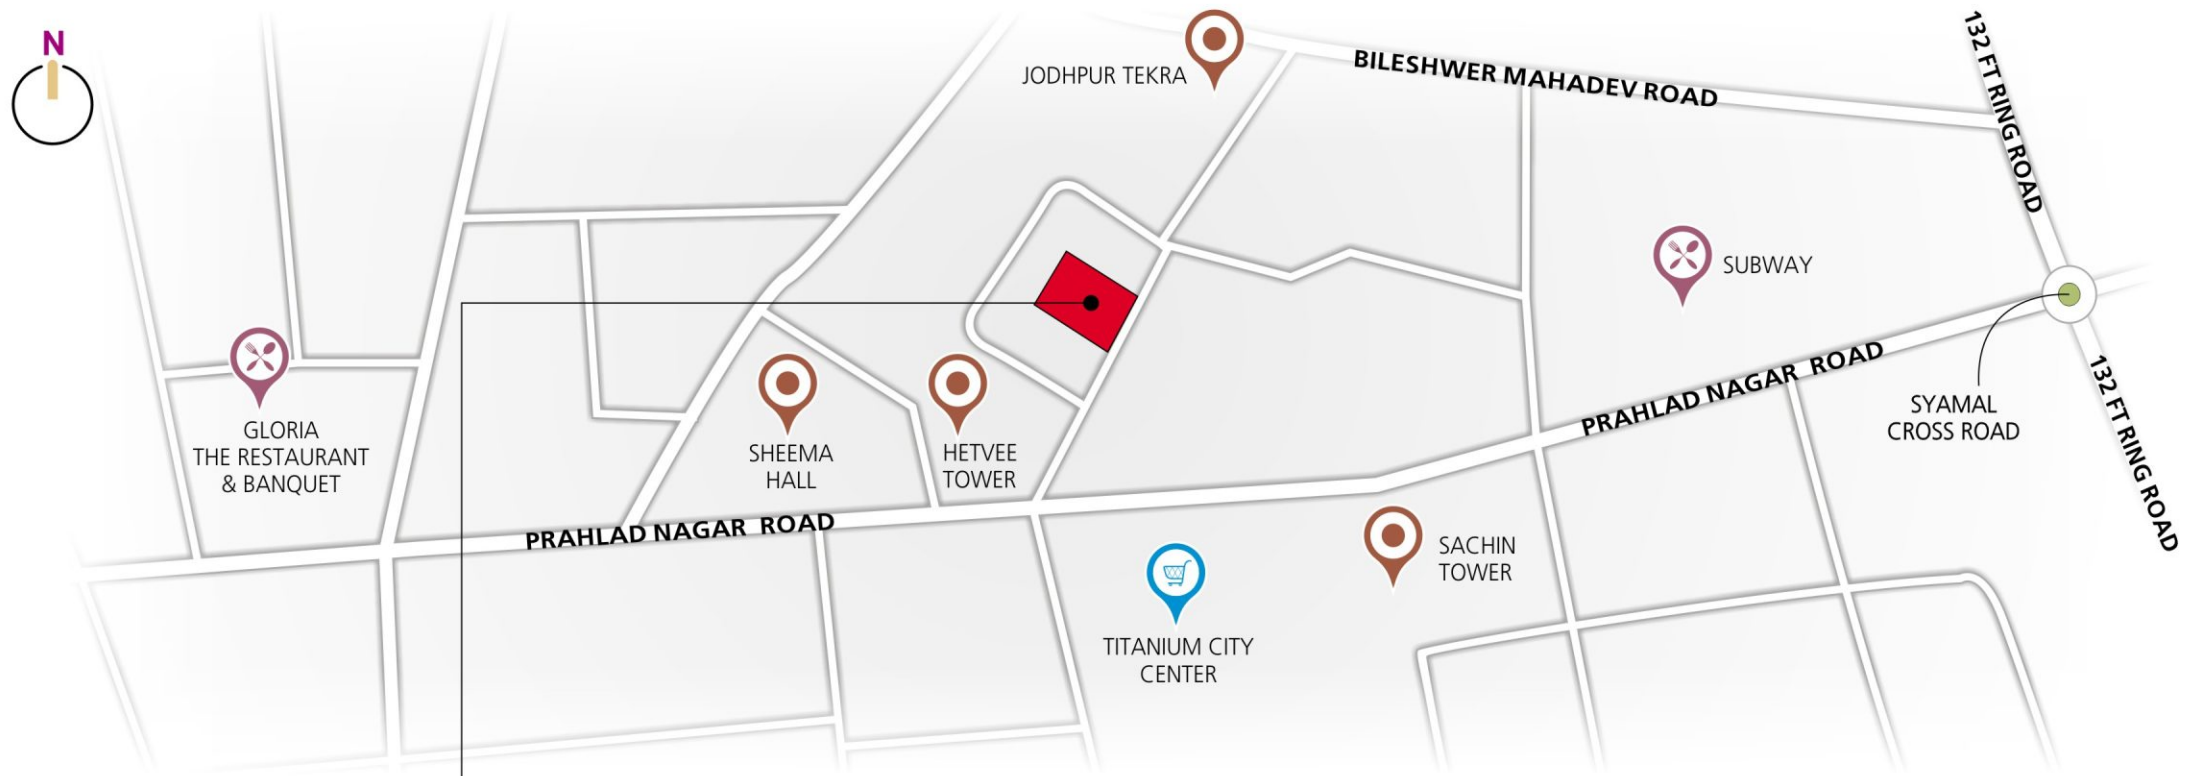 N
JODHPUR TEKRA
BILESHWER MAHADEV ROAD
132 FT RING ROAD
SUBWAY
GLORIA
THE RESTAURANT
& BANQUET
SHEEMA
HALL
HETVEE
TOWER
PRAHLAD NAGAR ROAD
SYAMAL
CROSS ROAD
132 FT RING ROAD
PRAHLAD NAGAR ROAD
SACHIN
TOWER
TITANIUM CITY
CENTER